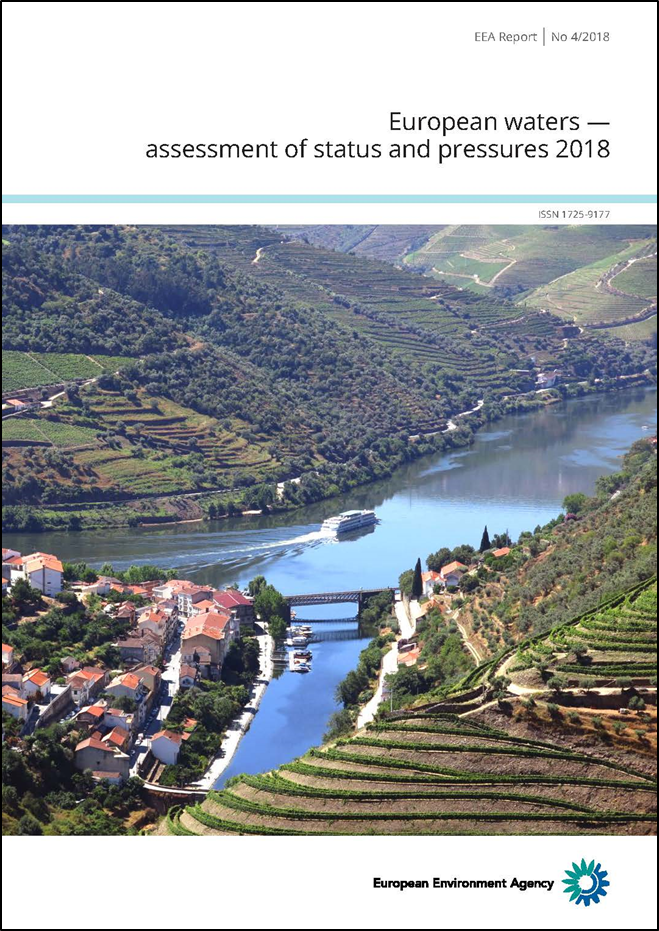 EEA Report | No 4/2018
European waters —
assessment of status and pressures 2018
ISSN 1725-9177
European Environment Agency